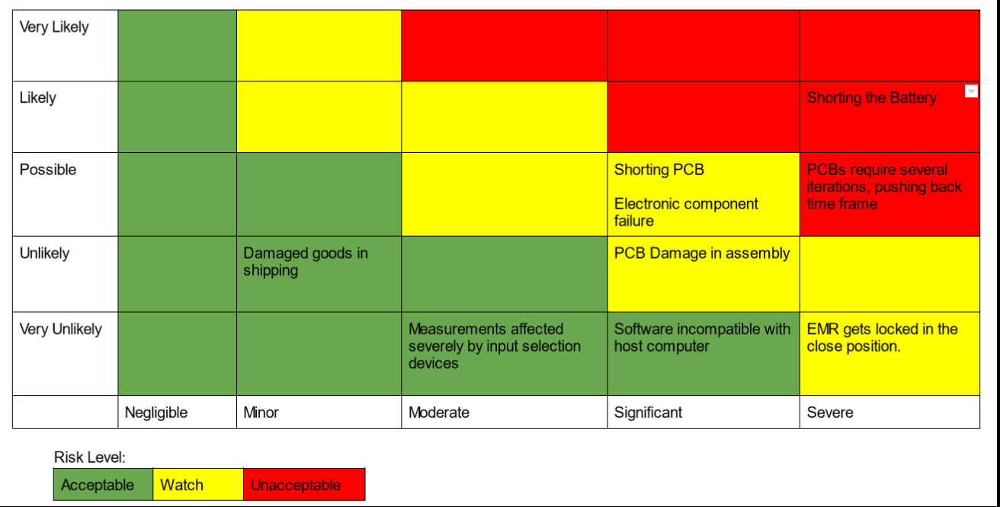 Very Likely
Likely
Shorting the Battery
Possible
Shorting PCB
Electronic component
failure
PCBs require several
iterations, pushing back
time frame
Unlikely
Damaged goods in
shipping
PCB Damage in assembly
Very Unlikely
Measurements affected
severely by input selection
devices
Software incompatible with
host computer
EMR gets locked in the
close position.
Negligible
Minor
Moderate
Significant
Severe
Risk Level:
Acceptable
Watch
Unacceptable